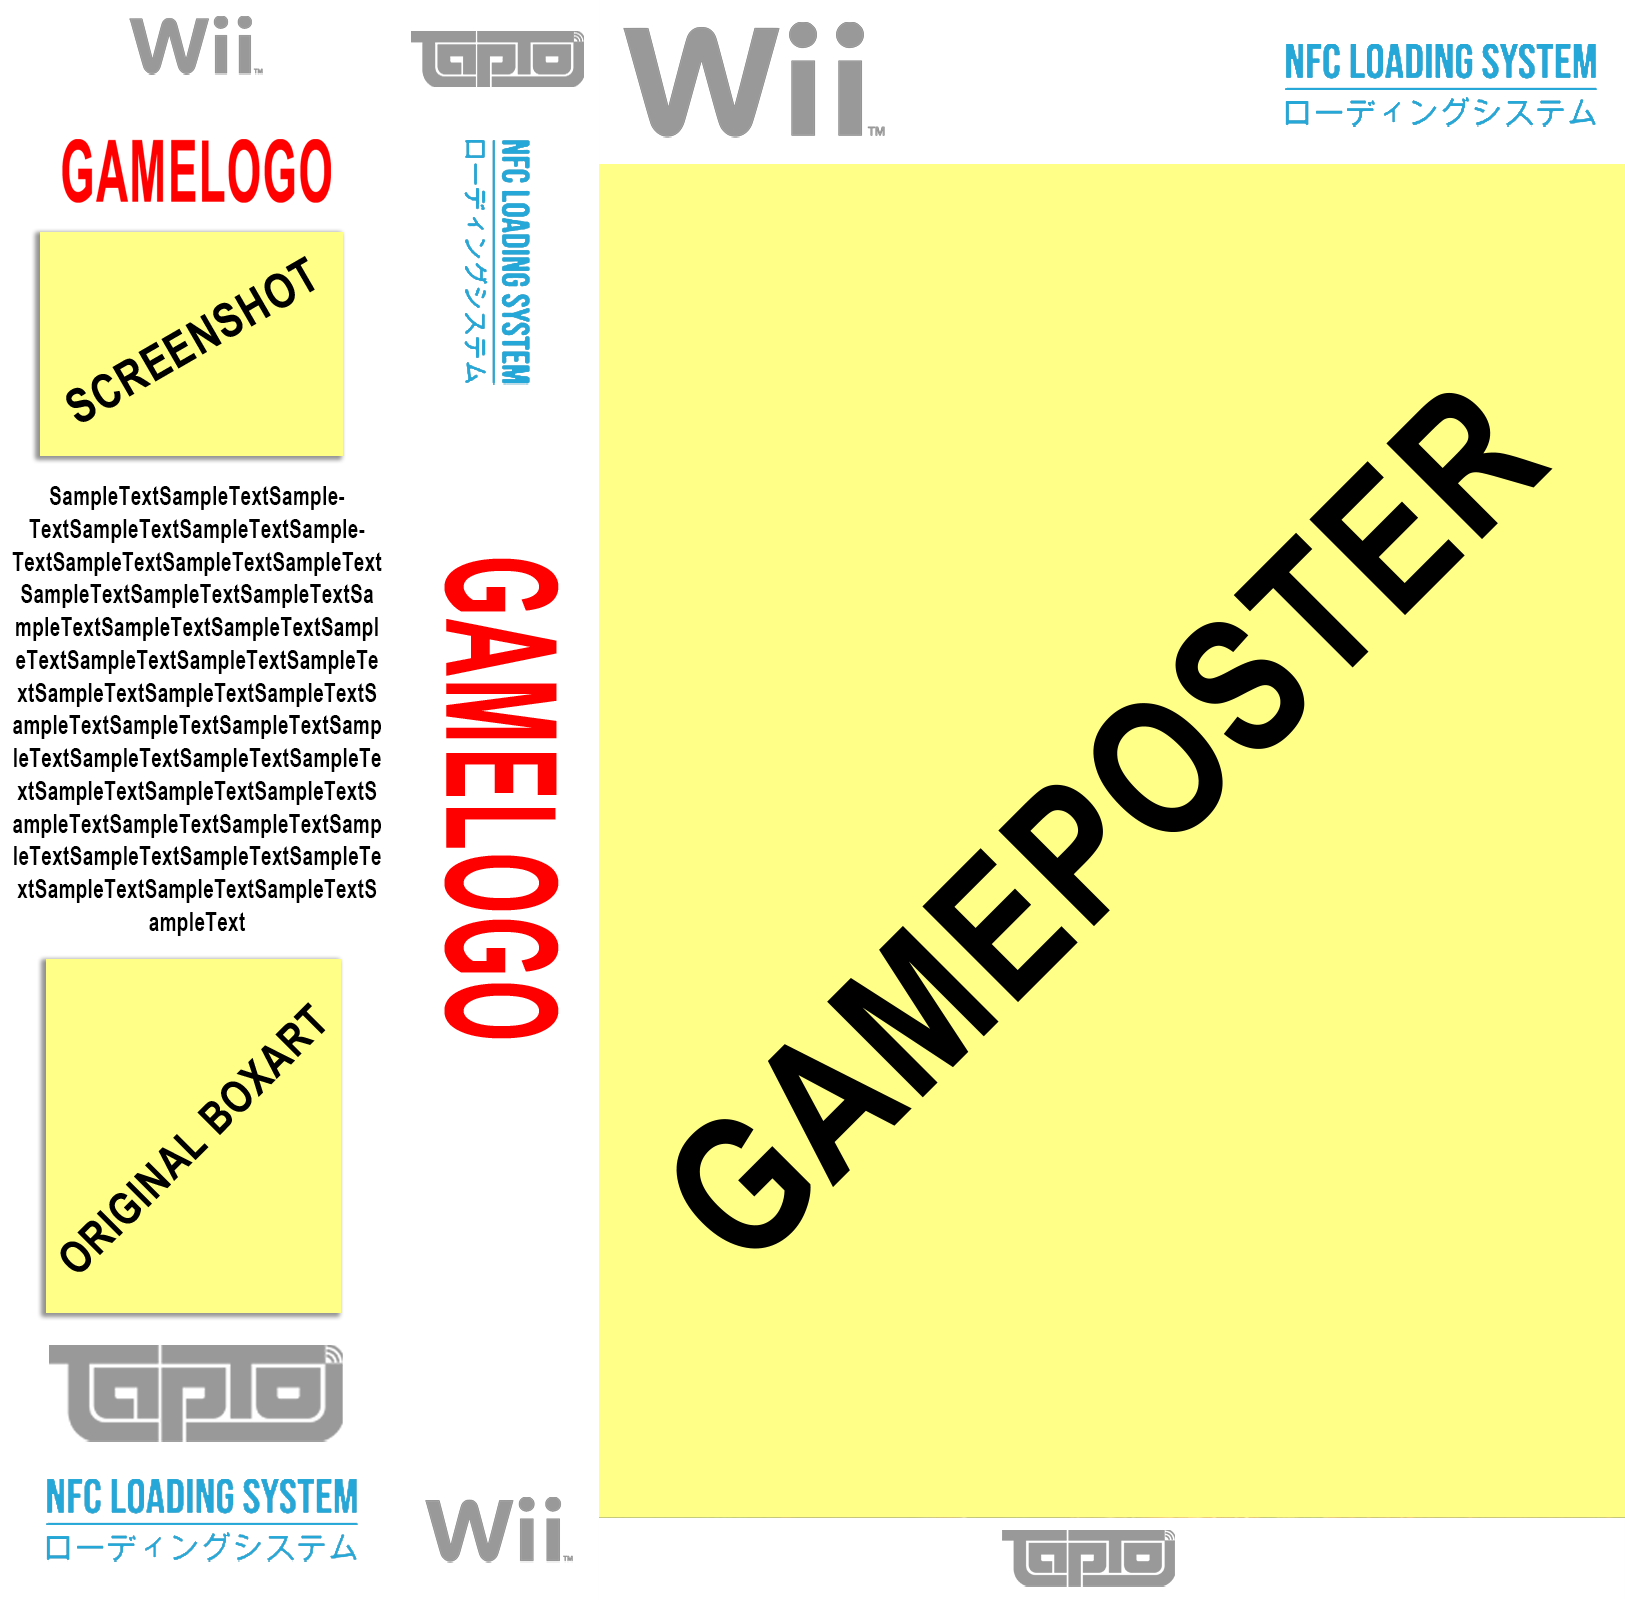 Wii™
GAMELOGO
SCREENSHOT
SampleTextSampleTextSample-
TextSampleTextSampleTextSample-
TextSampleTextSampleTextSampleText
SampleTextSampleTextSampleTextSa
mpleTextSampleTextSampleTextSampl
eTextSampleTextSampleTextSampleTe
xtSampleTextSampleTextSampleTextS
ampleTextSampleTextSampleTextSamp
leTextSampleTextSampleTextSampleTe
xtSampleTextSampleTextSampleTextS
ampleTextSampleTextSampleTextSamp
leTextSampleTextSampleTextSampleTe
xtSampleTextSampleTextSampleTextS
ampleText
ORIGINAL BOXART
TapTo
NFC LOADING SYSTEM
ローディングシステム
TapTo
NFC LOADING SYSTEM
ローディングシステム
GAMELOGO
Wii™
Wii™
NFC LOADING SYSTEM
ローディングシステム
GAMEPOSTER
TapTo